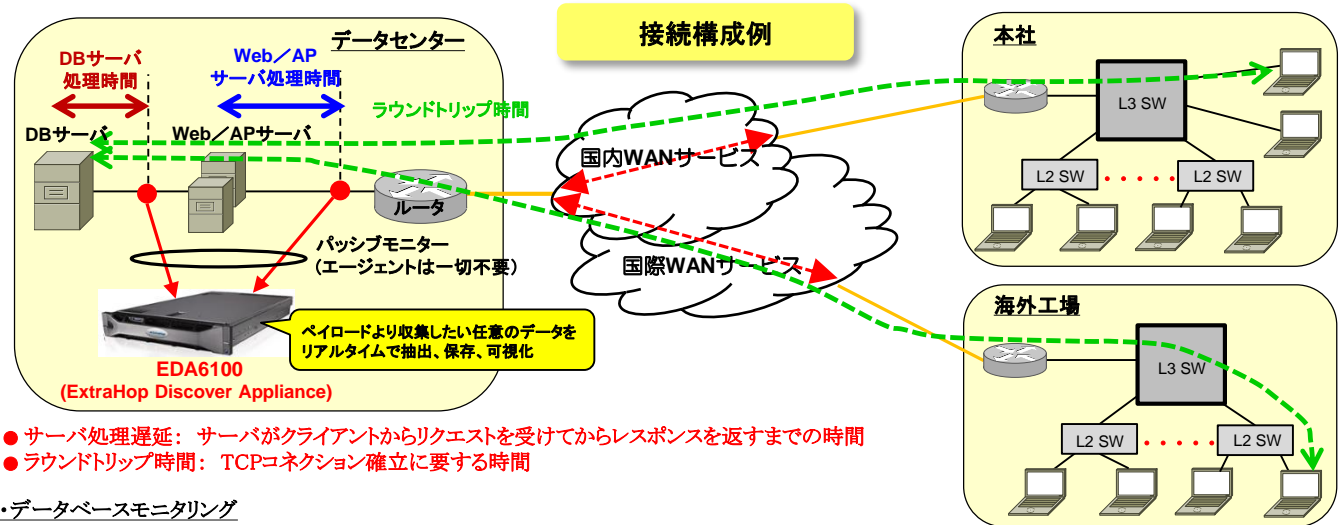 接続構成例
データセンター
DBサーバ
処理時間
Web／AP
サーバ処理時間
ラウンドトリップ時間
DBサーバ
Web／APサーバ
ルータ
パッシブモニター
（エージェントは一切不要）
ペイロードより収集したい任意のデータを
リアルタイムで抽出、保存、可視化
EDA6100
(ExtraHop Discover Appliance)
国内WANサービス
国際WANサービス
本社
L3 SW
L2 SW
L2 SW
海外工場
L3 SW
L2 SW
L2 SW
●サーバ処理遅延： サーバがクライアントからリクエストを受けてからレスポンスを返すまでの時間
●ラウンドトリップ時間： TCPコネクション確立に要する時間
・データベースモニタリング